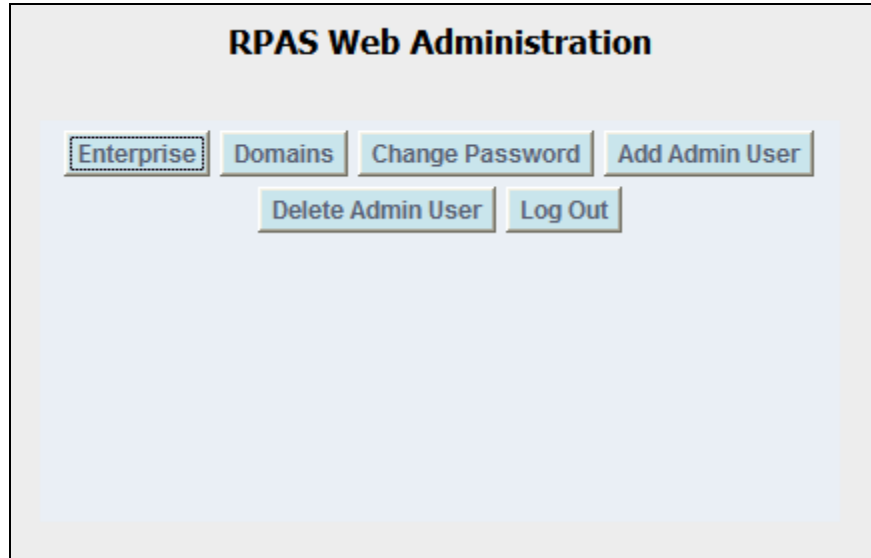 RPAS Web Administration
Enterprise Domains Change Password Add Admin User
Delete Admin User Log Out